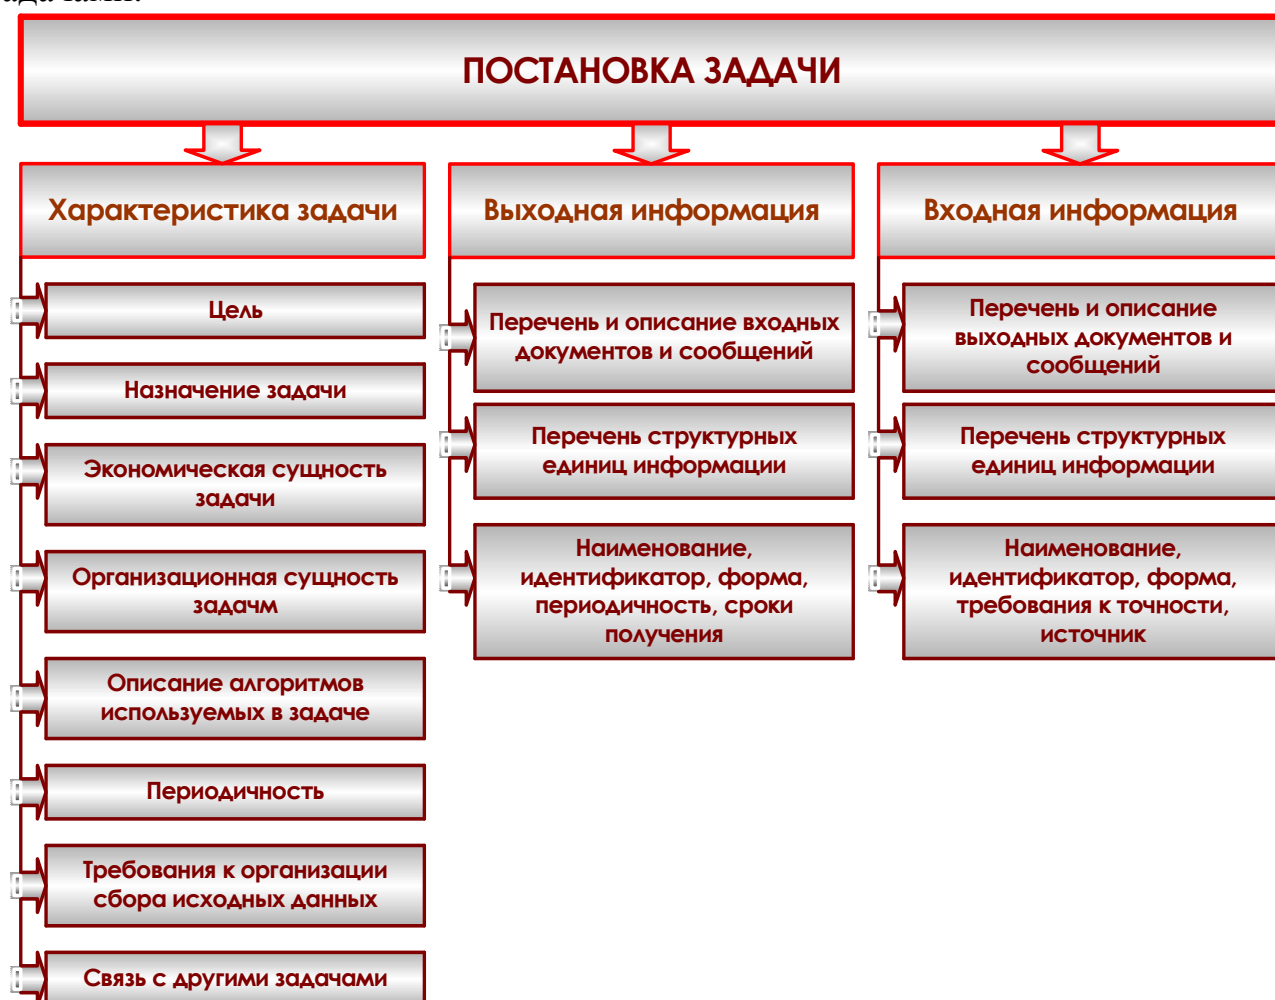 ПОСТАНОВКА ЗАДАЧИ
Характеристика задачи
Цель
Назначение задачи
Экономическая сущность
задачи
Организационная сущность
задачм
Описание алгоритмов
используемых в задаче
Периодичность
Требования к организации
сбора исходных данных
Связь с другими задачами
Выходная информация
Перечень и описание входных
документов и сообщений
Перечень структурных
единиц информации
Наименование,
идентификатор, форма,
периодичность, сроки
получения
Входная информация
Перечень и описание
выходных документов и
сообщений
Перечень структурных
единиц информации
Наименование,
идентификатор, форма,
требования к точности,
источник